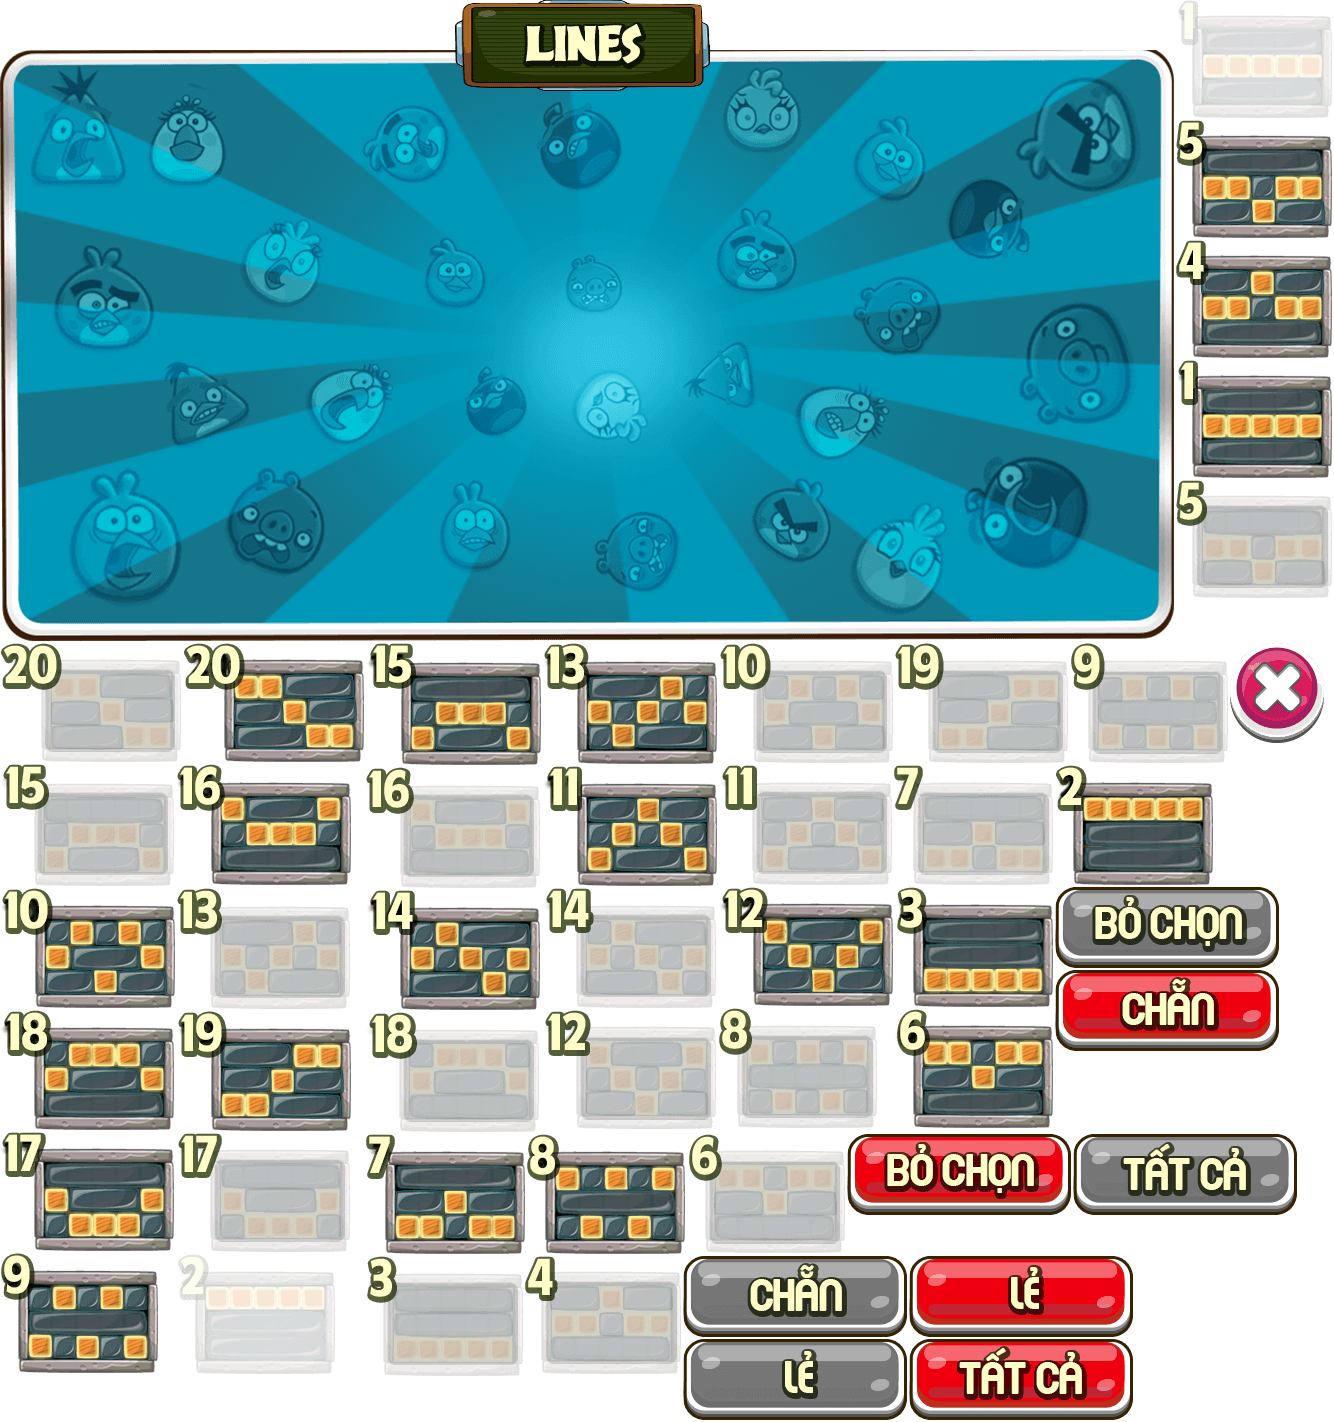 LINES
1
5
4
1
5
20 20 15 13 10 19 9
15 16 16 11 11 7 2
10 13 14 14 12 3
BỎ CHỌN
CHẴN
18 19 18 12 8 6
17 17 7 8 6
BỎ CHỌN TẤT CẢ
9 2 3 4
CHẴN LẺ
LẺ TẤT CẢ